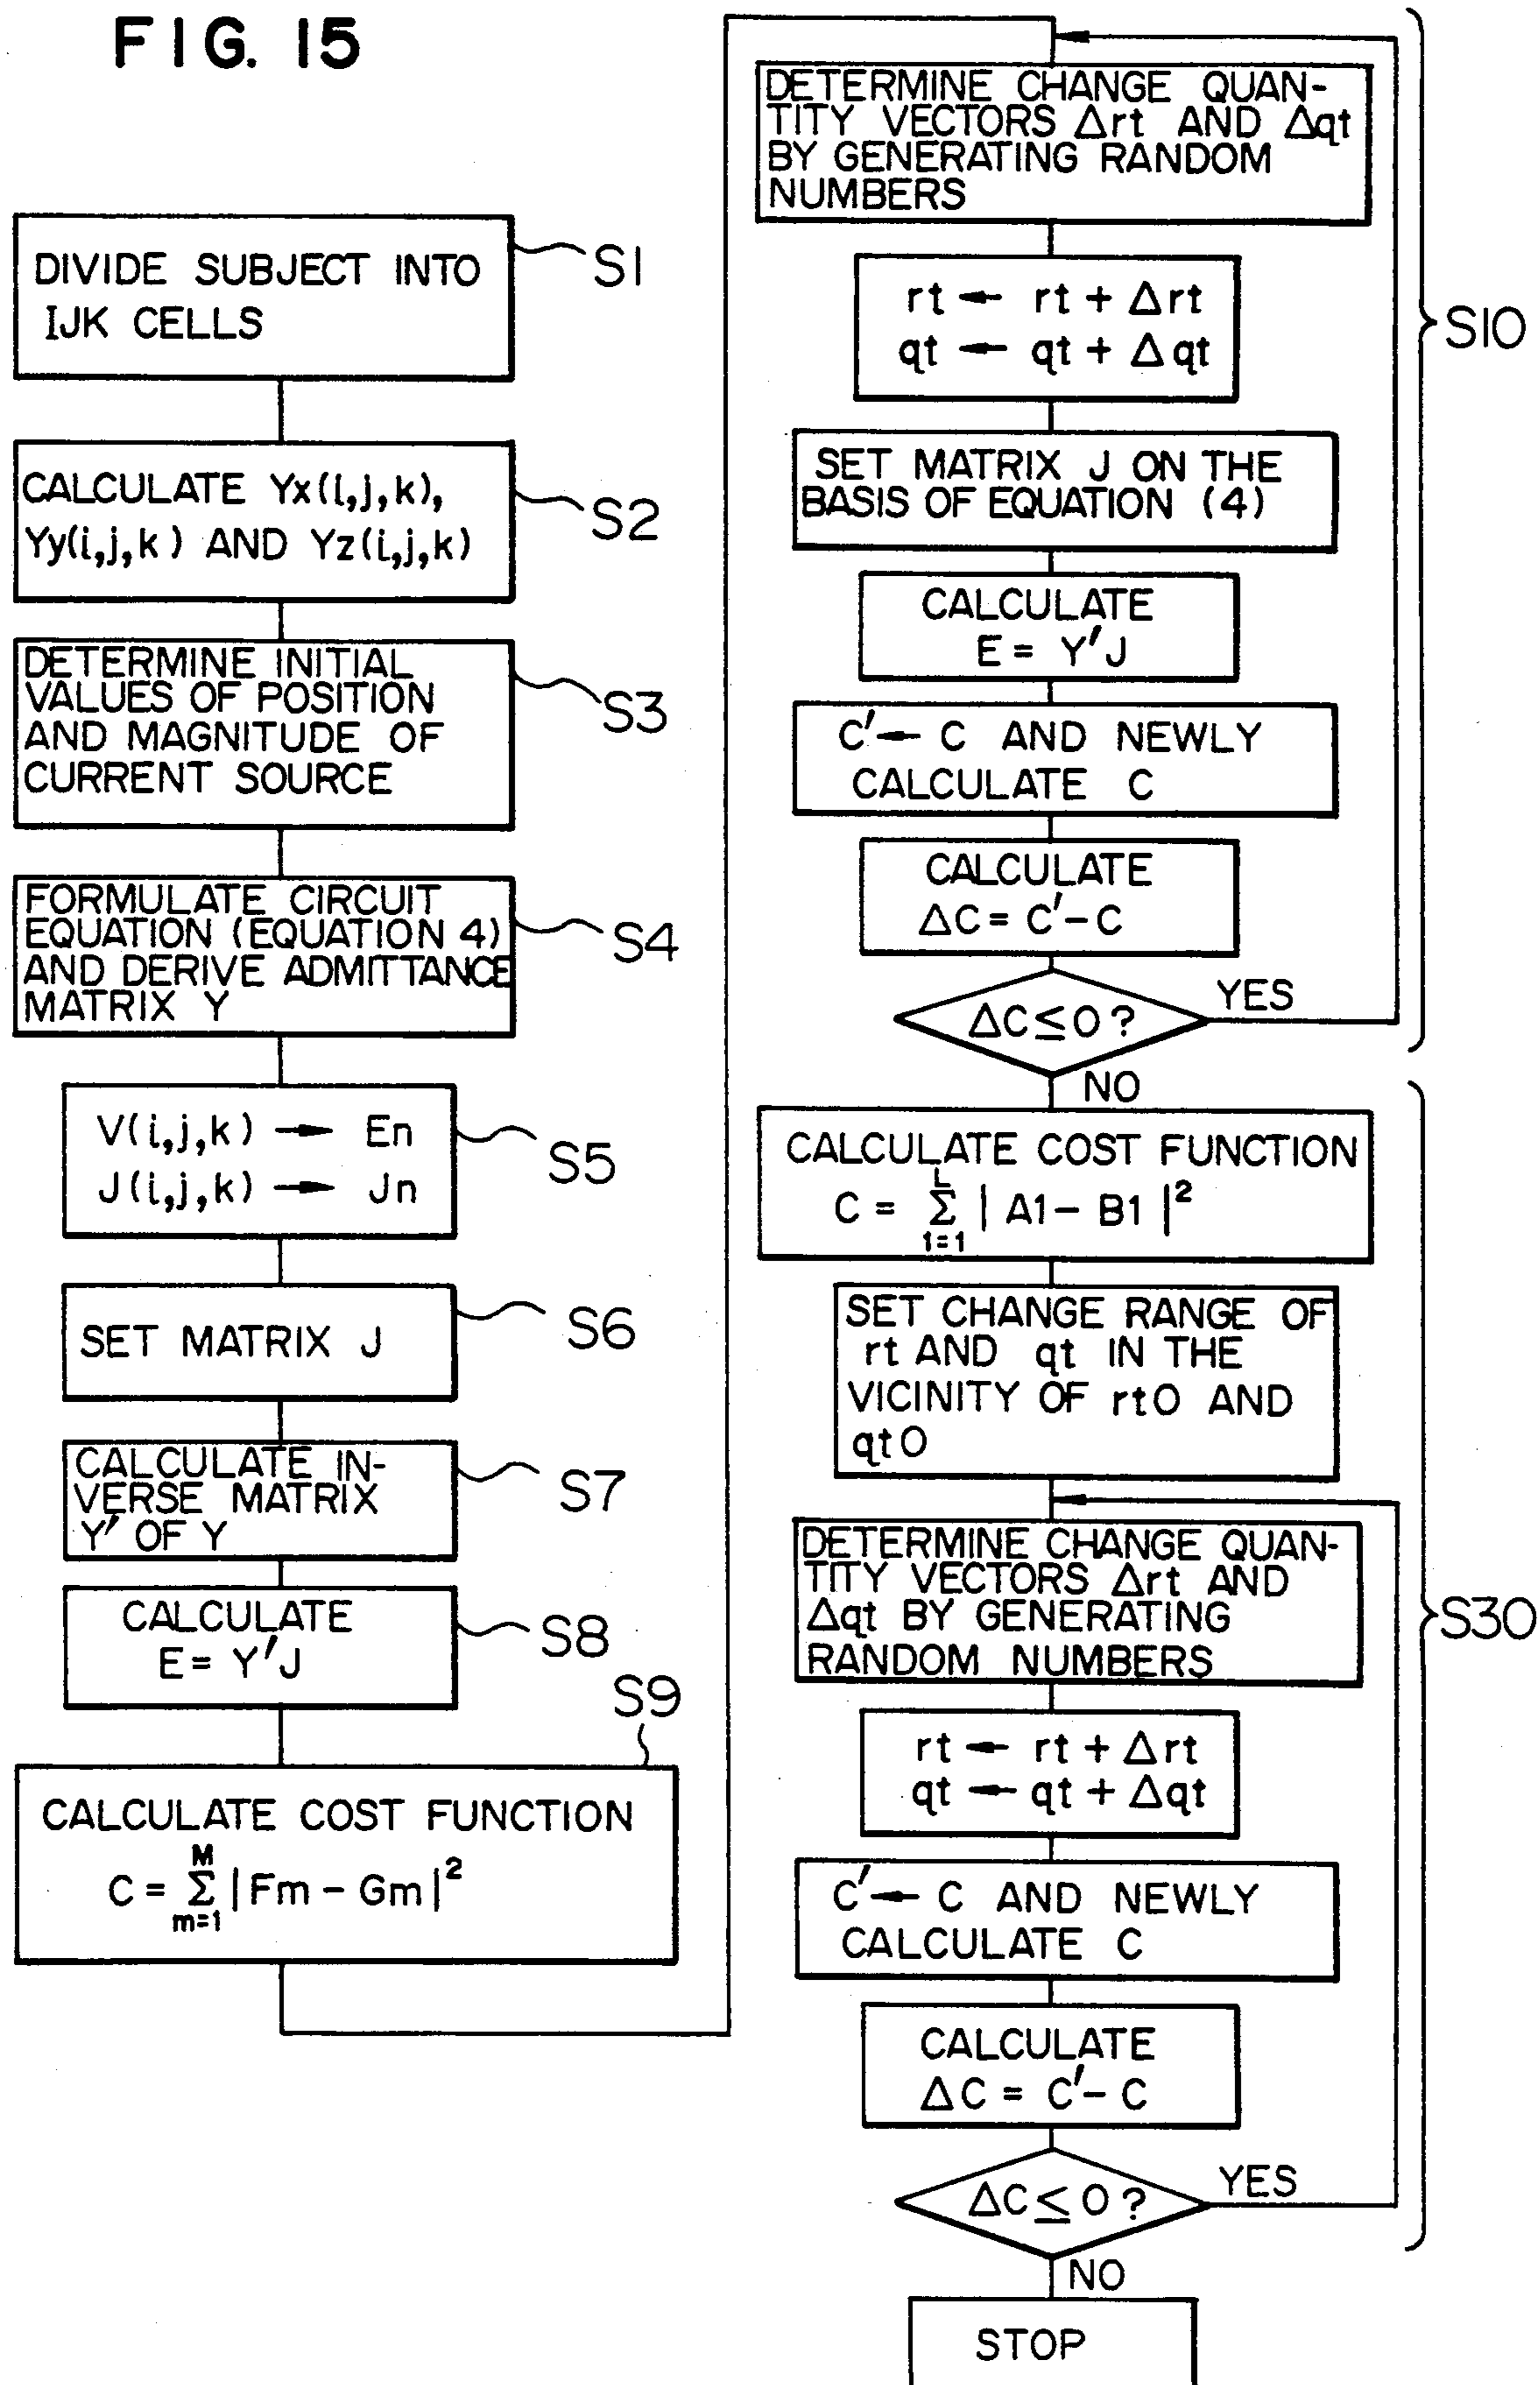 FIG. 15
DIVIDE SUBJECT INTO
IJK CELLS
S1
CALCULATE Yx(i,j,k),
Yy(i,j,k) AND Yz(i,j,k)
S2
DETERMINE INITIAL
VALUES OF POSITION
AND MAGNITUDE OF
CURRENT SOURCE
S3
FORMULATE CIRCUIT
EQUATION (EQUATION 4)
AND DERIVE ADMITTANCE
MATRIX Y
S4
V(i,j,k) → En
J(i,j,k) → Jn
S5
SET MATRIX J
S6
CALCULATE IN-
VERSE MATRIX
Y' OF Y
S7
CALCULATE
E = Y'J
S8
S9
CALCULATE COST FUNCTION
C = M Σ m=1 |Fm - Gm|²
DETERMINE CHANGE QUAN-
TITY VECTORS Δrt AND Δqt
BY GENERATING RANDOM
NUMBERS
rt ← rt + Δrt
qt ← qt + Δqt
SET MATRIX J ON THE
BASIS OF EQUATION (4)
CALCULATE
E = Y'J
C' ← C AND NEWLY
CALCULATE C
CALCULATE
ΔC = C' - C
ΔC ≤ 0 ?
YES
NO
S10
CALCULATE COST FUNCTION
C = L Σ 1=1 | A1 - B1 |²
SET CHANGE RANGE OF
rt AND qt IN THE
VICINITY OF rt0 AND
qt0
DETERMINE CHANGE QUAN-
TITY VECTORS Δrt AND
Δqt BY GENERATING
RANDOM NUMBERS
rt ← rt + Δrt
qt ← qt + Δqt
C' ← C AND NEWLY
CALCULATE C
CALCULATE
ΔC = C' - C
ΔC ≤ 0 ?
YES
NO
S30
STOP